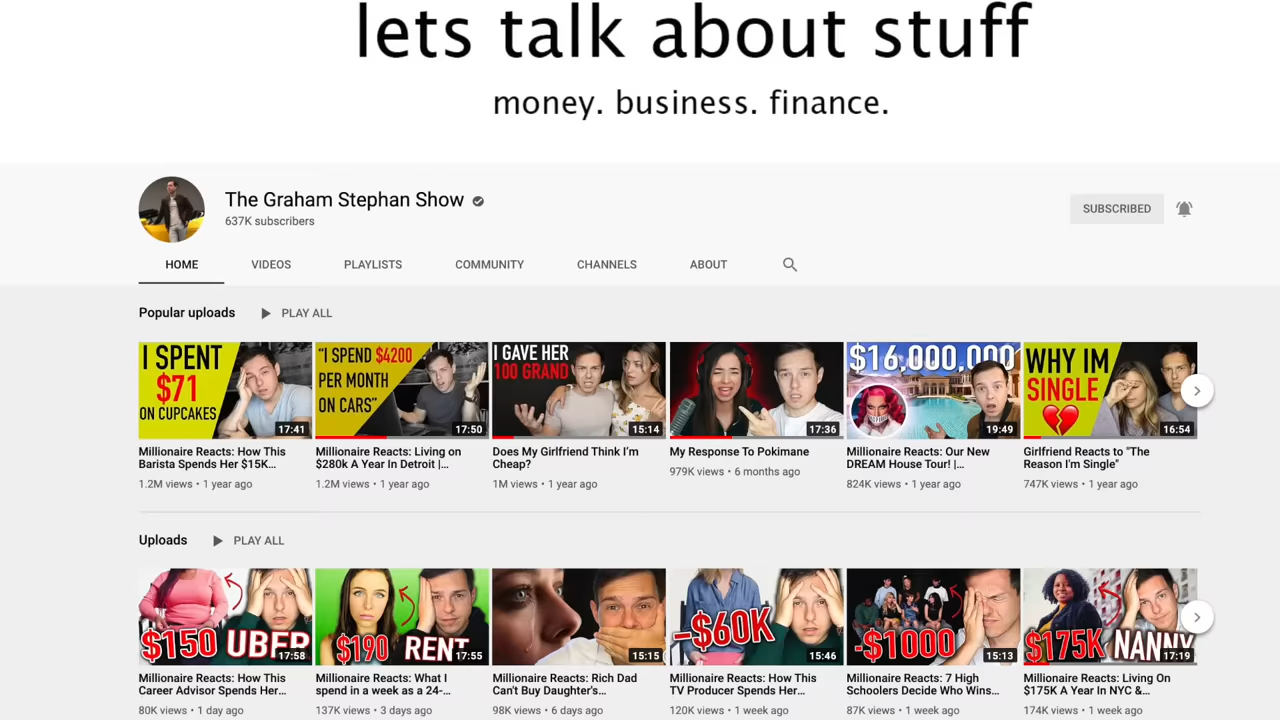 lets talk about stuff
money. business. finance.
The Graham Stephan Show
637K subscribers
SUBSCRIBED
HOME VIDEOS PLAYLISTS COMMUNITY CHANNELS ABOUT
Popular uploads PLAY ALL
I SPENT
$71
ON CUPCAKES
17:41
"I SPEND $4200
PER MONTH
ON CARS"
17:50
I GAVE HER
100 GRAND
15:14
17:36
$16,000,000
19:49
WHY IM
SINGLE
16:54
Millionaire Reacts: How This
Barista Spends Her $15K...
1.2M views • 1 year ago
Millionaire Reacts: Living on
$280k A Year In Detroit |...
1.2M views • 1 year ago
Does My Girlfriend Think I'm
Cheap?
1M views • 1 year ago
My Response To Pokimane
979K views • 6 months ago
Millionaire Reacts: Our New
DREAM House Tour! |...
824K views • 1 year ago
Girlfriend Reacts to "The
Reason I'm Single"
747K views • 1 year ago
Uploads PLAY ALL
$150 UBER
17:58
$190 RENT
17:55
15:15
-$60K
15:46
-$1000
15:13
$175K NANNY
17:19
Millionaire Reacts: How This
Career Advisor Spends Her...
80K views • 1 day ago
Millionaire Reacts: What I
spend in a week as a 24-...
137K views • 3 days ago
Millionaire Reacts: Rich Dad
Can't Buy Daughter's...
98K views • 6 days ago
Millionaire Reacts: How This
TV Producer Spends Her...
120K views • 1 week ago
Millionaire Reacts: 7 High
Schoolers Decide Who Wins...
87K views • 1 week ago
Millionaire Reacts: Living On
$175K A Year In NYC &...
174K views • 1 week ago